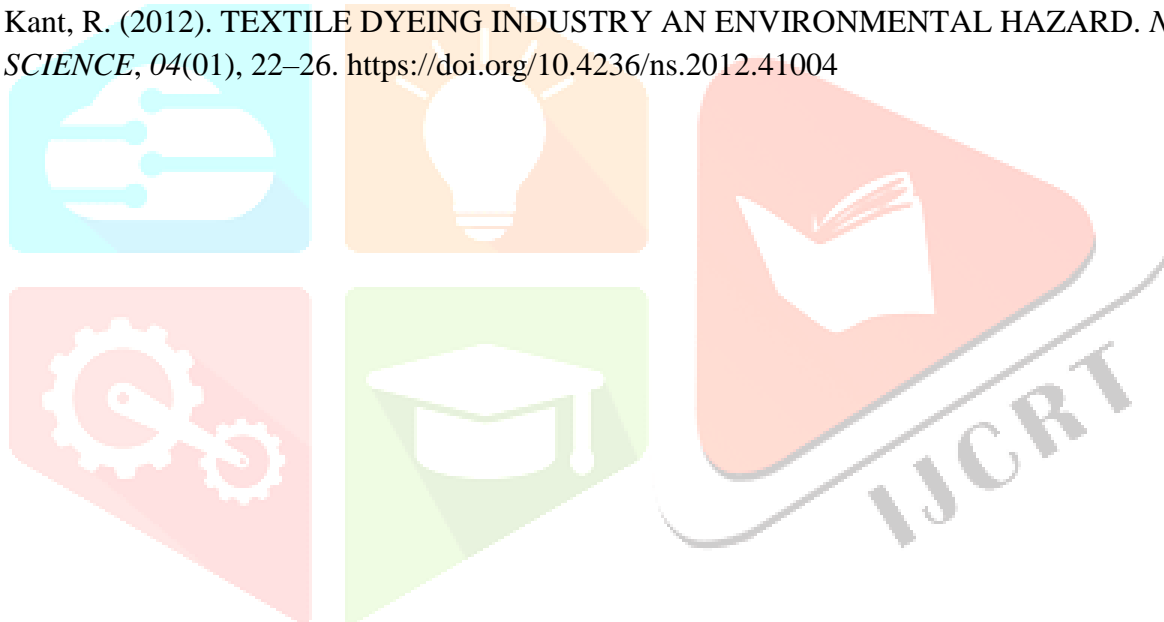 Kant, R. (2012). TEXTILE DYEING INDUSTRY AN ENVIRONMENTAL HAZARD.
SCIENCE, 04(01), 22–26. https://doi.org/10.4236/ns.2012.41004
IJCRT